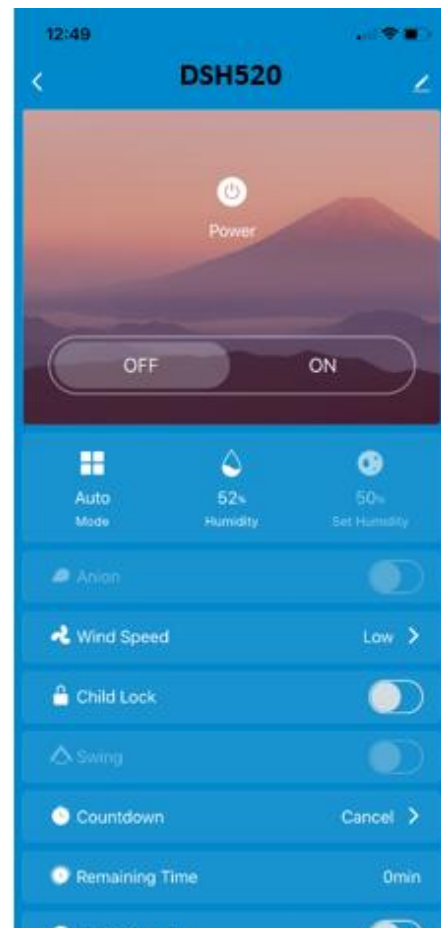 12:49
DSH520
Power
OFF ON
Auto 52% 50%
Mode Humidity Set Humidity
Anion
Wind Speed Low
Child Lock
Swing
Countdown Cancel
Remaining Time 0min